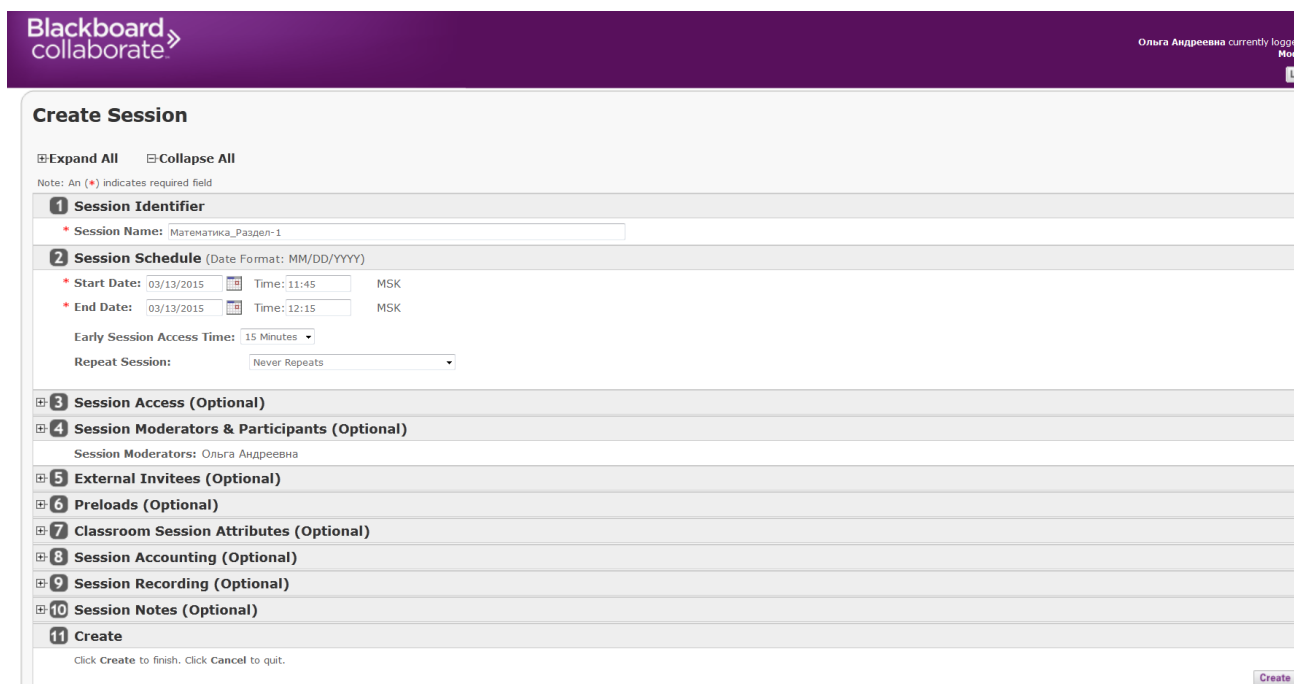 Blackboard
collaborate
Ольга Андреевна currently logge
Mo
L
Create Session
Expand All Collapse All
Note: An (*) indicates required field
1 Session Identifier
* Session Name: Математика_Раздел-1
2 Session Schedule (Date Format: MM/DD/YYYY)
* Start Date: 03/13/2015 Time: 11:45 MSK
* End Date: 03/13/2015 Time: 12:15 MSK
Early Session Access Time: 15 Minutes
Repeat Session: Never Repeats
3 Session Access (Optional)
4 Session Moderators & Participants (Optional)
Session Moderators: Ольга Андреевна
5 External Invitees (Optional)
6 Preloads (Optional)
7 Classroom Session Attributes (Optional)
8 Session Accounting (Optional)
9 Session Recording (Optional)
10 Session Notes (Optional)
11 Create
Click Create to finish. Click Cancel to quit.
Create